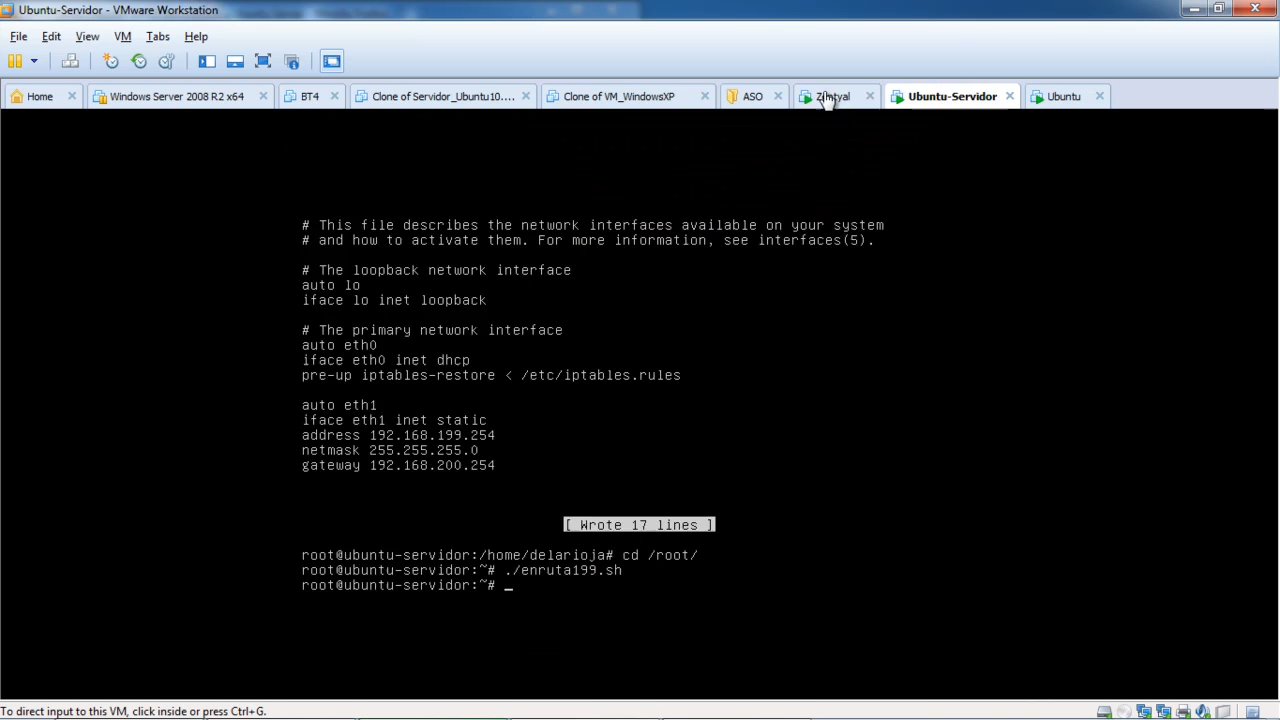 Ubuntu-Servidor - VMware Workstation
File Edit View VM Tabs Help
Home Windows Server 2008 R2 x64 BT4 Clone of Servidor_Ubuntu10.... Clone of VM_WindowsXP ASO Ubuntu-Servidor Ubuntu
# This file describes the network interfaces available on your system
# and how to activate them. For more information, see interfaces(5).
# The loopback network interface
auto lo
iface lo inet loopback
# The primary network interface
auto eth0
iface eth0 inet dhcp
pre-up iptables-restore < /etc/iptables.rules
auto eth1
iface eth1 inet static
address 192.168.199.254
netmask 255.255.255.0
gateway 192.168.200.254
[ Wrote 17 lines ]
root@ubuntu-servidor:/home/delarioja# cd /root/
root@ubuntu-servidor:~# ./enruta199.sh
root@ubuntu-servidor:~# _
To direct input to this VM, click inside or press Ctrl+G.